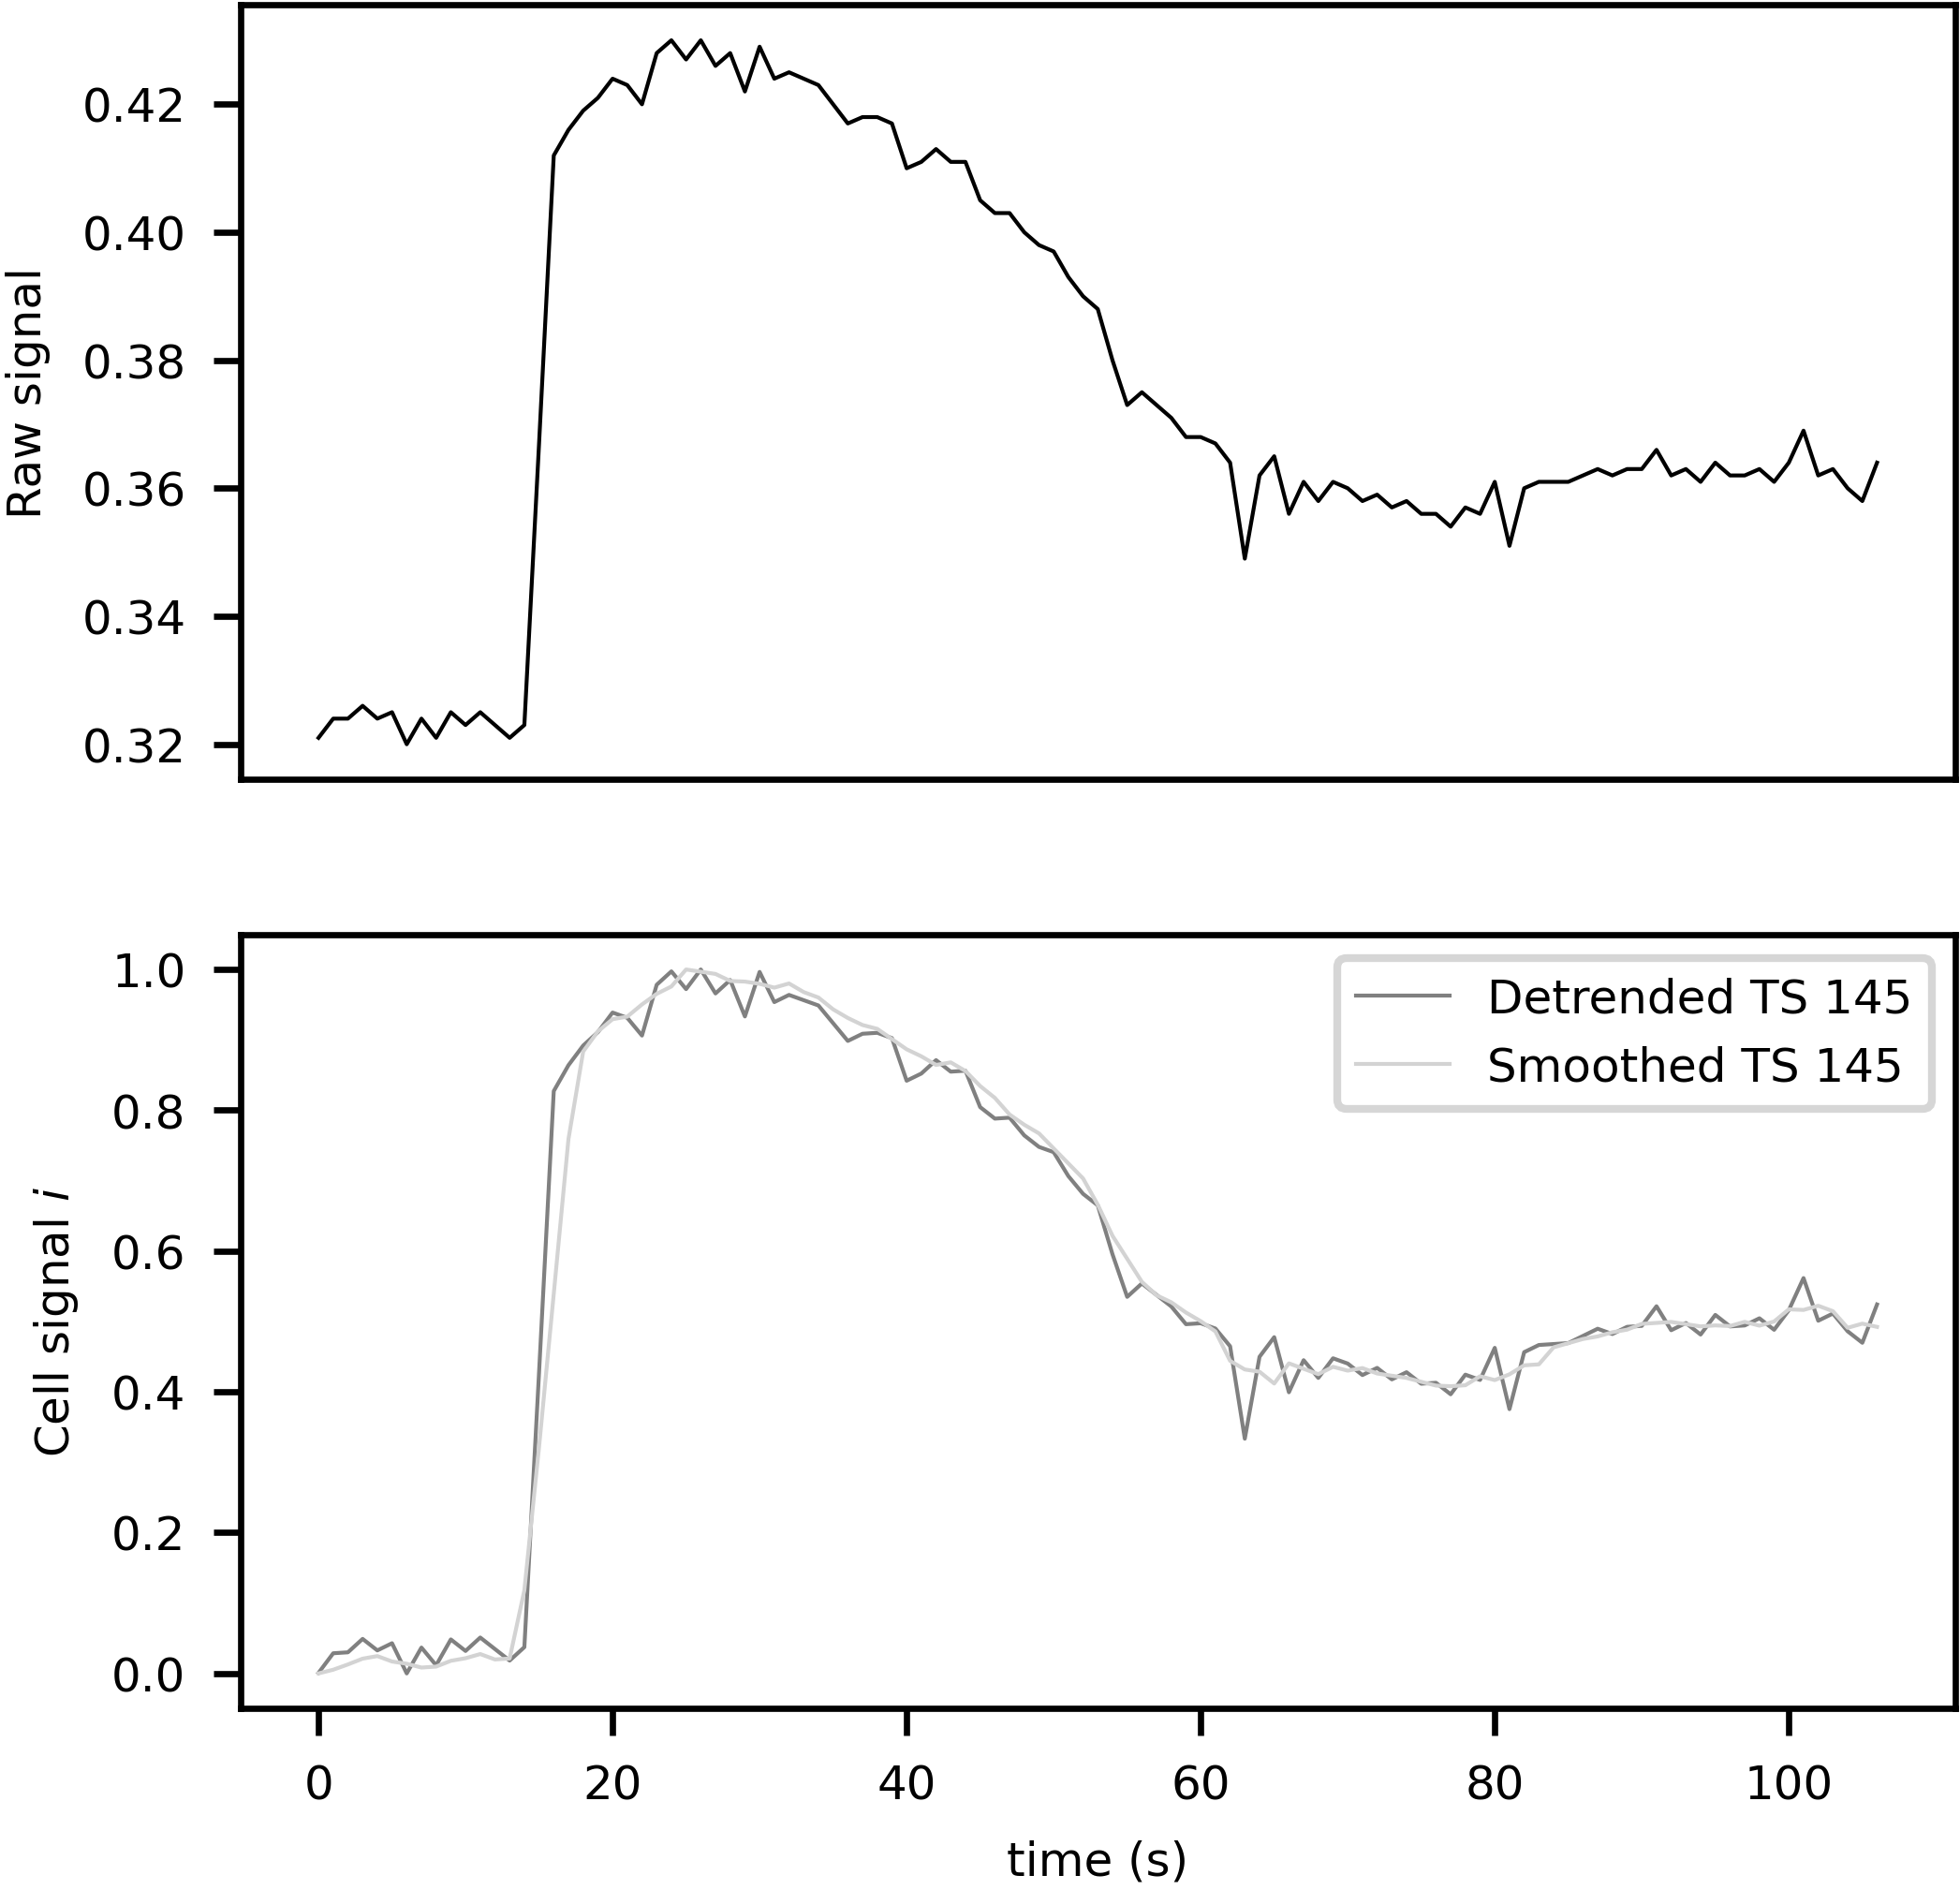 Raw signal
0.42
0.40
0.38
0.36
0.34
0.32
Cell signal i
1.0
0.8
0.6
0.4
0.2
0.0
Detrended TS 145
Smoothed TS 145
0 20 40 60 80 100
time (s)